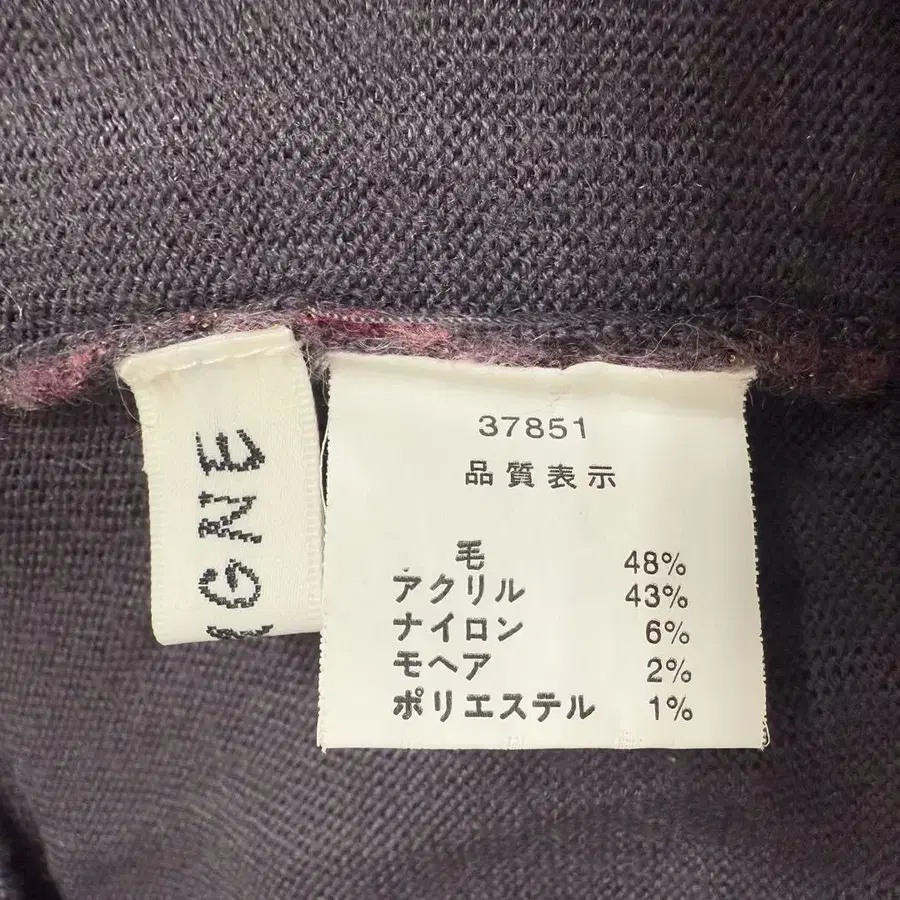 GNE
37851
品質表示
毛 48%
アクリル 43%
ナイロン 6%
モヘア 2%
ポリエステル 1%